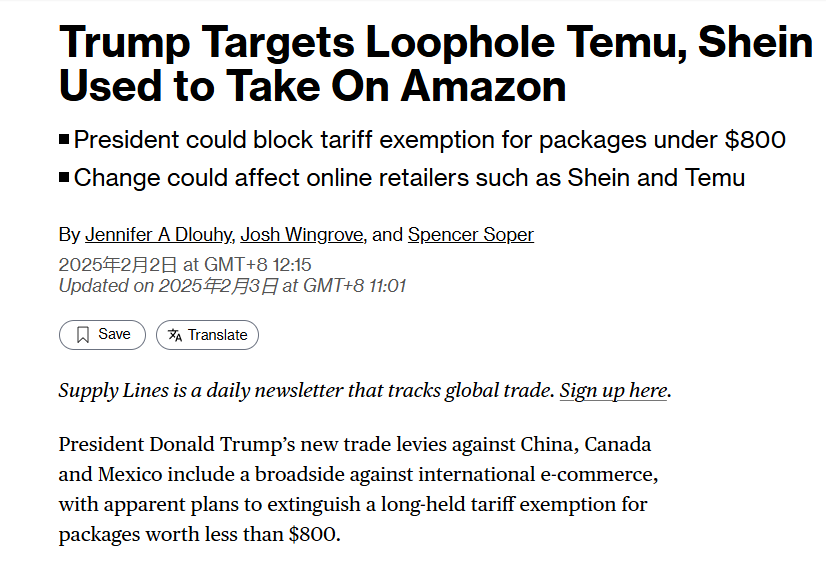 Trump Targets Loophole Temu, Shein
Used to Take On Amazon
■ President could block tariff exemption for packages under $800
■ Change could affect online retailers such as Shein and Temu
By Jennifer A Dlouhy, Josh Wingrove, and Spencer Soper
2025年2月2日 at GMT+8 12:15
Updated on 2025年2月3日 at GMT+8 11:01
Save Translate
Supply Lines is a daily newsletter that tracks global trade. Sign up here.
President Donald Trump’s new trade levies against China, Canada
and Mexico include a broadside against international e-commerce,
with apparent plans to extinguish a long-held tariff exemption for
packages worth less than $800.